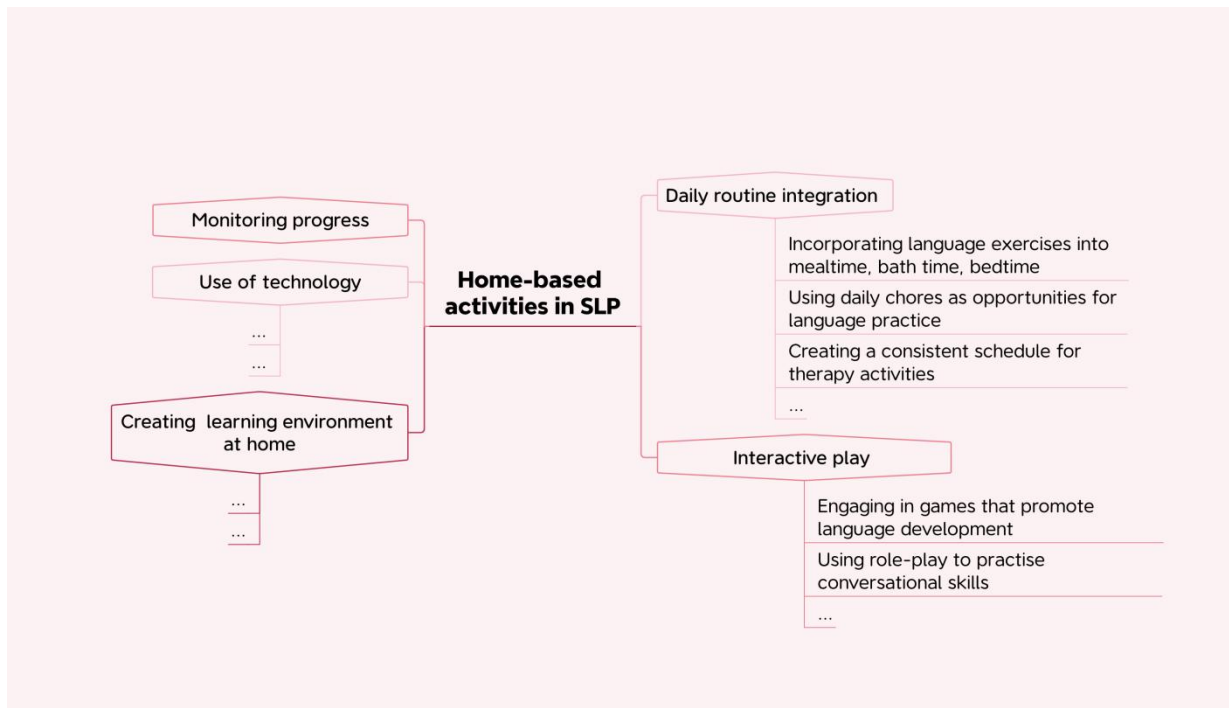 Home-based
activities in SLP
Monitoring progress
Use of technology
...
...
Creating learning environment
at home
...
...
Daily routine integration
Incorporating language exercises into
mealtime, bath time, bedtime
Using daily chores as opportunities for
language practice
Creating a consistent schedule for
therapy activities
...
Interactive play
Engaging in games that promote
language development
Using role-play to practise
conversational skills
...